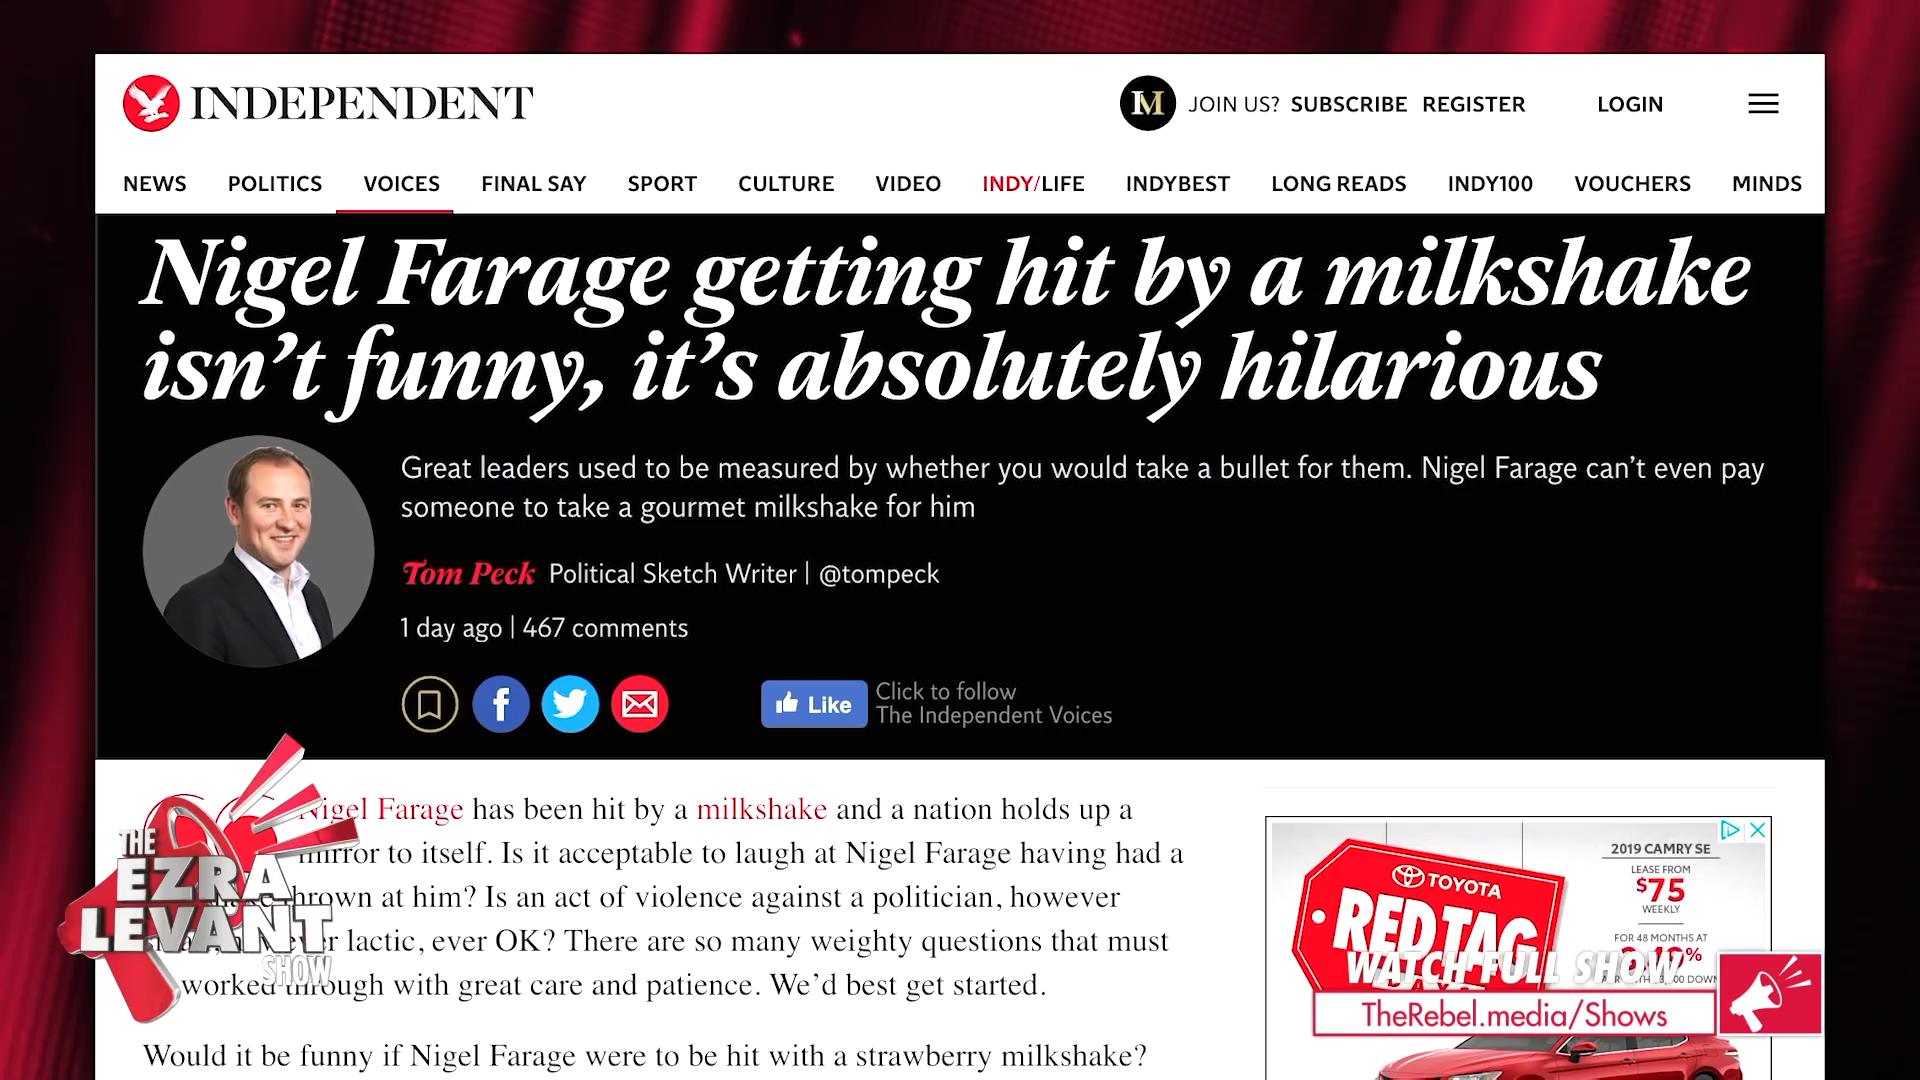 INDEPENDENT
M JOIN US? SUBSCRIBE REGISTER LOGIN
NEWS POLITICS VOICES FINAL SAY SPORT CULTURE VIDEO INDY/LIFE INDYBEST LONG READS INDY100 VOUCHERS MINDS
Nigel Farage getting hit by a milkshake
isn't funny, it's absolutely hilarious
Great leaders used to be measured by whether you would take a bullet for them. Nigel Farage can't even pay
someone to take a gourmet milkshake for him
Tom Peck Political Sketch Writer | @tompeck
1 day ago | 467 comments
f Like Click to follow
The Independent Voices
Nigel Farage has been hit by a milkshake and a nation holds up a
mirror to itself. Is it acceptable to laugh at Nigel Farage having had a
thrown at him? Is an act of violence against a politician, however
lactic, ever OK? There are so many weighty questions that must
worked through with great care and patience. We'd best get started.
Would it be funny if Nigel Farage were to be hit with a strawberry milkshake?
THE
EZRA
LEVANT
SHOW
TOYOTA
RED TAG
2019 CAMRY SE
LEASE FROM
$75
WEEKLY
FOR 48 MONTHS AT
WATCH FULL SHOW
TheRebel.media/Shows